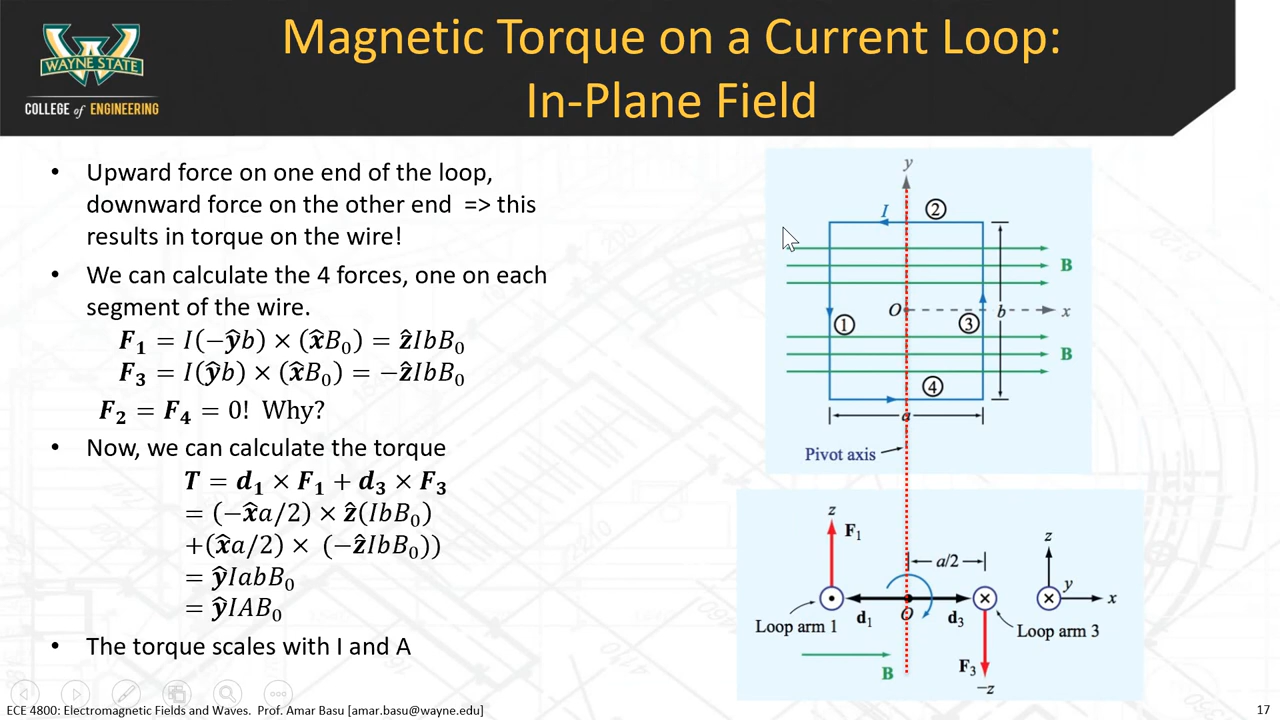 WAYNE STATE
COLLEGE of ENGINEERING
Magnetic Torque on a Current Loop:
In-Plane Field
• Upward force on one end of the loop,
downward force on the other end => this
results in torque on the wire!
• We can calculate the 4 forces, one on each
segment of the wire.
F₁ = I(−ŷb) × (x̂B₀) = ẑIbB₀
F₃ = I(ŷb) × (x̂B₀) = −ẑIbB₀
F₂ = F₄ = 0! Why?
• Now, we can calculate the torque
T = d₁ × F₁ + d₃ × F₃
= (−x̂a/2) × ẑ(IbB₀)
+(x̂a/2) × (−ẑIbB₀))
= ŷIabB₀
= ŷIAB₀
• The torque scales with I and A
y
I ②
B
O b x
① ③
B
④
a
Pivot axis
z
F₁
a/2
z
y
x
d₁ O d₃
Loop arm 1
Loop arm 3
B
F₃
−z
ECE 4800: Electromagnetic Fields and Waves. Prof. Amar Basu [amar.basu@wayne.edu]
17